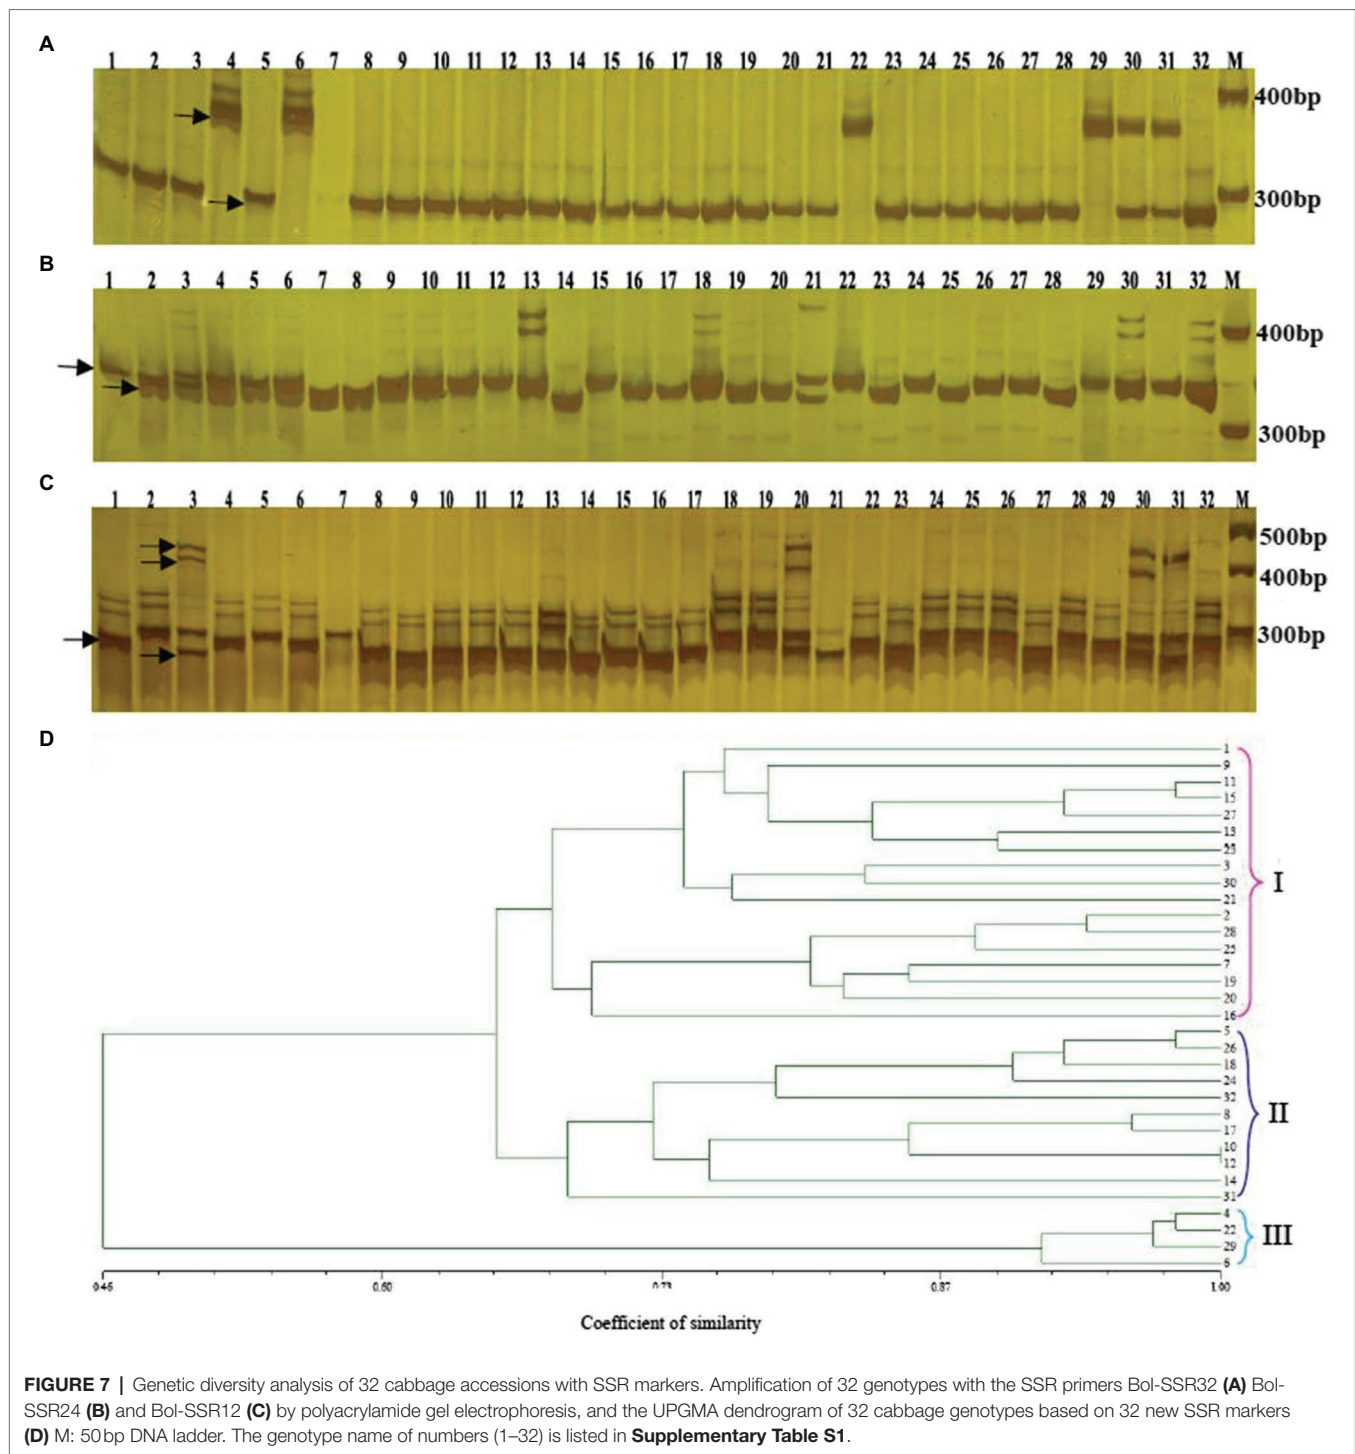 A
1 2 3 4 5 6 7 8 9 10 11 12 13 14 15 16 17 18 19 20 21 22 23 24 25 26 27 28 29 30 31 32 M
400bp
300bp
B
1 2 3 4 5 6 7 8 9 10 11 12 13 14 15 16 17 18 19 20 21 22 23 24 25 26 27 28 29 30 31 32 M
400bp
300bp
C
1 2 3 4 5 6 7 8 9 10 11 12 13 14 15 16 17 18 19 20 21 22 23 24 25 26 27 28 29 30 31 32 M
500bp
400bp
300bp
D
1
9
11
15
27
13
23
3
30
21
I
2
28
25
7
19
20
16
5
26
18
24
32
8
II
17
10
12
14
31
4
22
III
29
6
0.46 0.60 0.73 0.87 1.00
Coefficient of similarity
FIGURE 7 | Genetic diversity analysis of 32 cabbage accessions with SSR markers. Amplification of 32 genotypes with the SSR primers Bol-SSR32 (A) Bol-
SSR24 (B) and Bol-SSR12 (C) by polyacrylamide gel electrophoresis, and the UPGMA dendrogram of 32 cabbage genotypes based on 32 new SSR markers
(D) M: 50 bp DNA ladder. The genotype name of numbers (1–32) is listed in Supplementary Table S1.